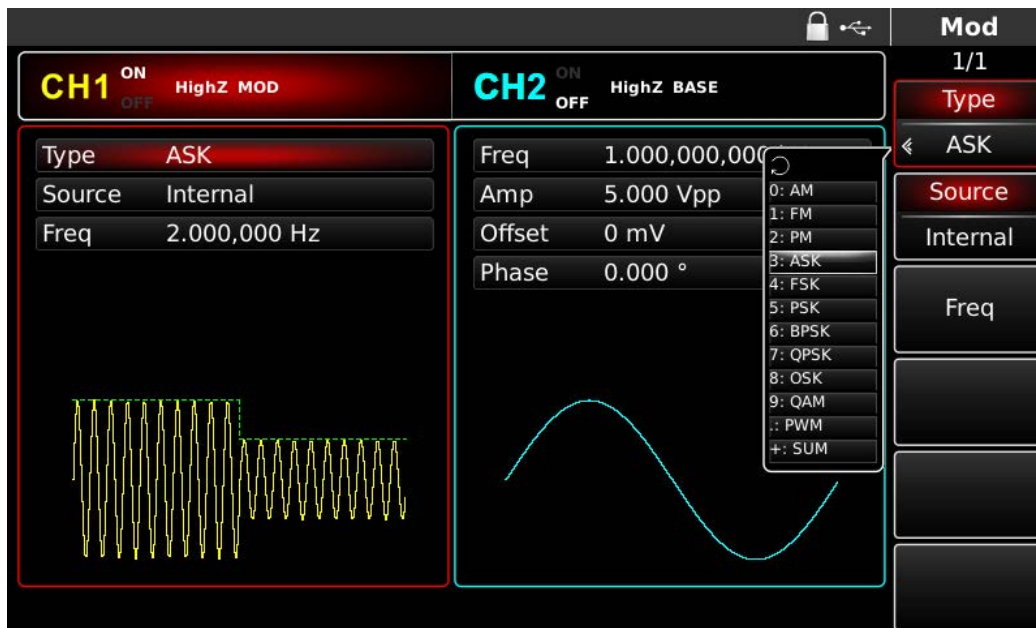 Mod
1/1
CH1 ON OFF HighZ MOD
CH2 ON OFF HighZ BASE
Type ASK
Source Internal
Freq 2.000,000 Hz
Freq 1.000,000,000
Amp 5.000 Vpp
Offset 0 mV
Phase 0.000 °
0: AM
1: FM
2: PM
3: ASK
4: FSK
5: PSK
6: BPSK
7: QPSK
8: OSK
9: QAM
.: PWM
+: SUM
Type
ASK
Source
Internal
Freq